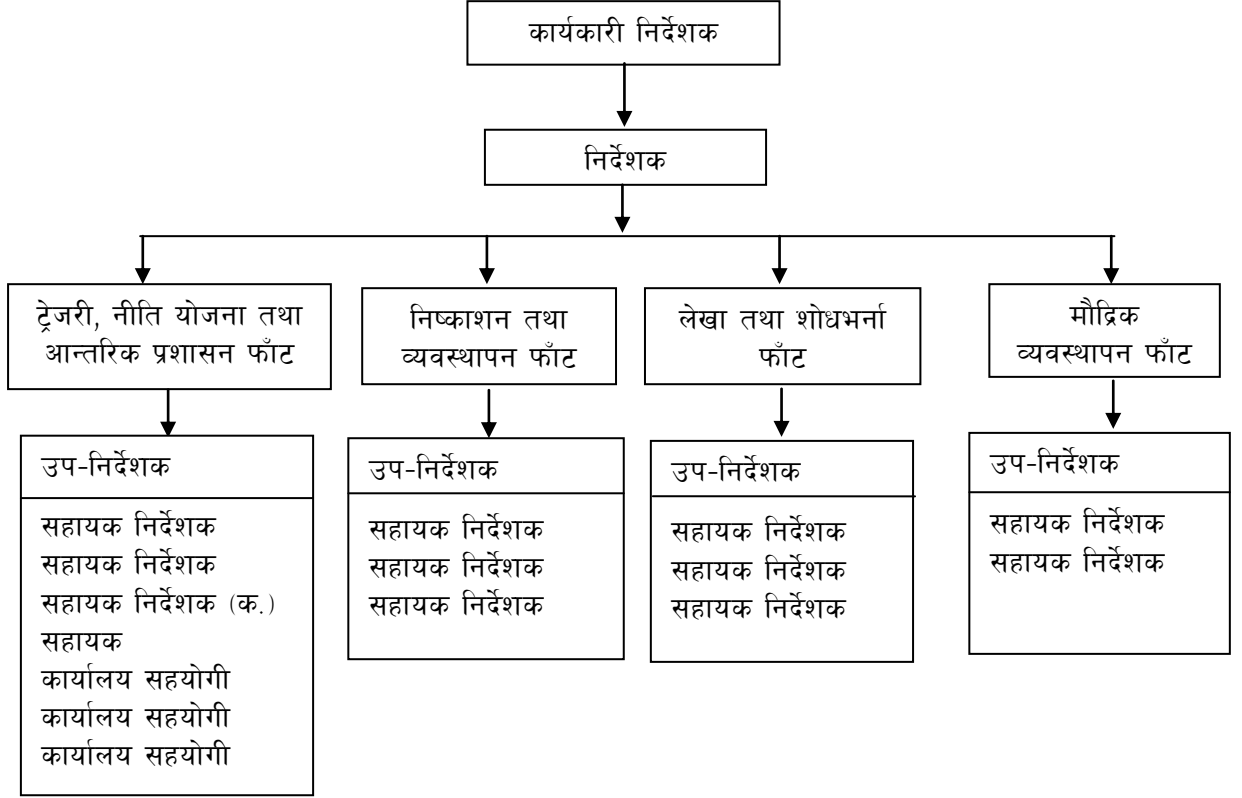 कार्यकारी निर्देशक
निर्देशक
ट्रेजरी, नीति योजना तथा
आन्तरिक प्रशासन फाँट
निष्काशन तथा
व्यवस्थापन फाँट
लेखा तथा शोधभर्ना
फाँट
मौद्रिक
व्यवस्थापन फाँट
उप-निर्देशक
सहायक निर्देशक
सहायक निर्देशक
सहायक निर्देशक (क.)
सहायक
कार्यालय सहयोगी
कार्यालय सहयोगी
कार्यालय सहयोगी
उप-निर्देशक
सहायक निर्देशक
सहायक निर्देशक
सहायक निर्देशक
उप-निर्देशक
सहायक निर्देशक
सहायक निर्देशक
सहायक निर्देशक
उप-निर्देशक
सहायक निर्देशक
सहायक निर्देशक